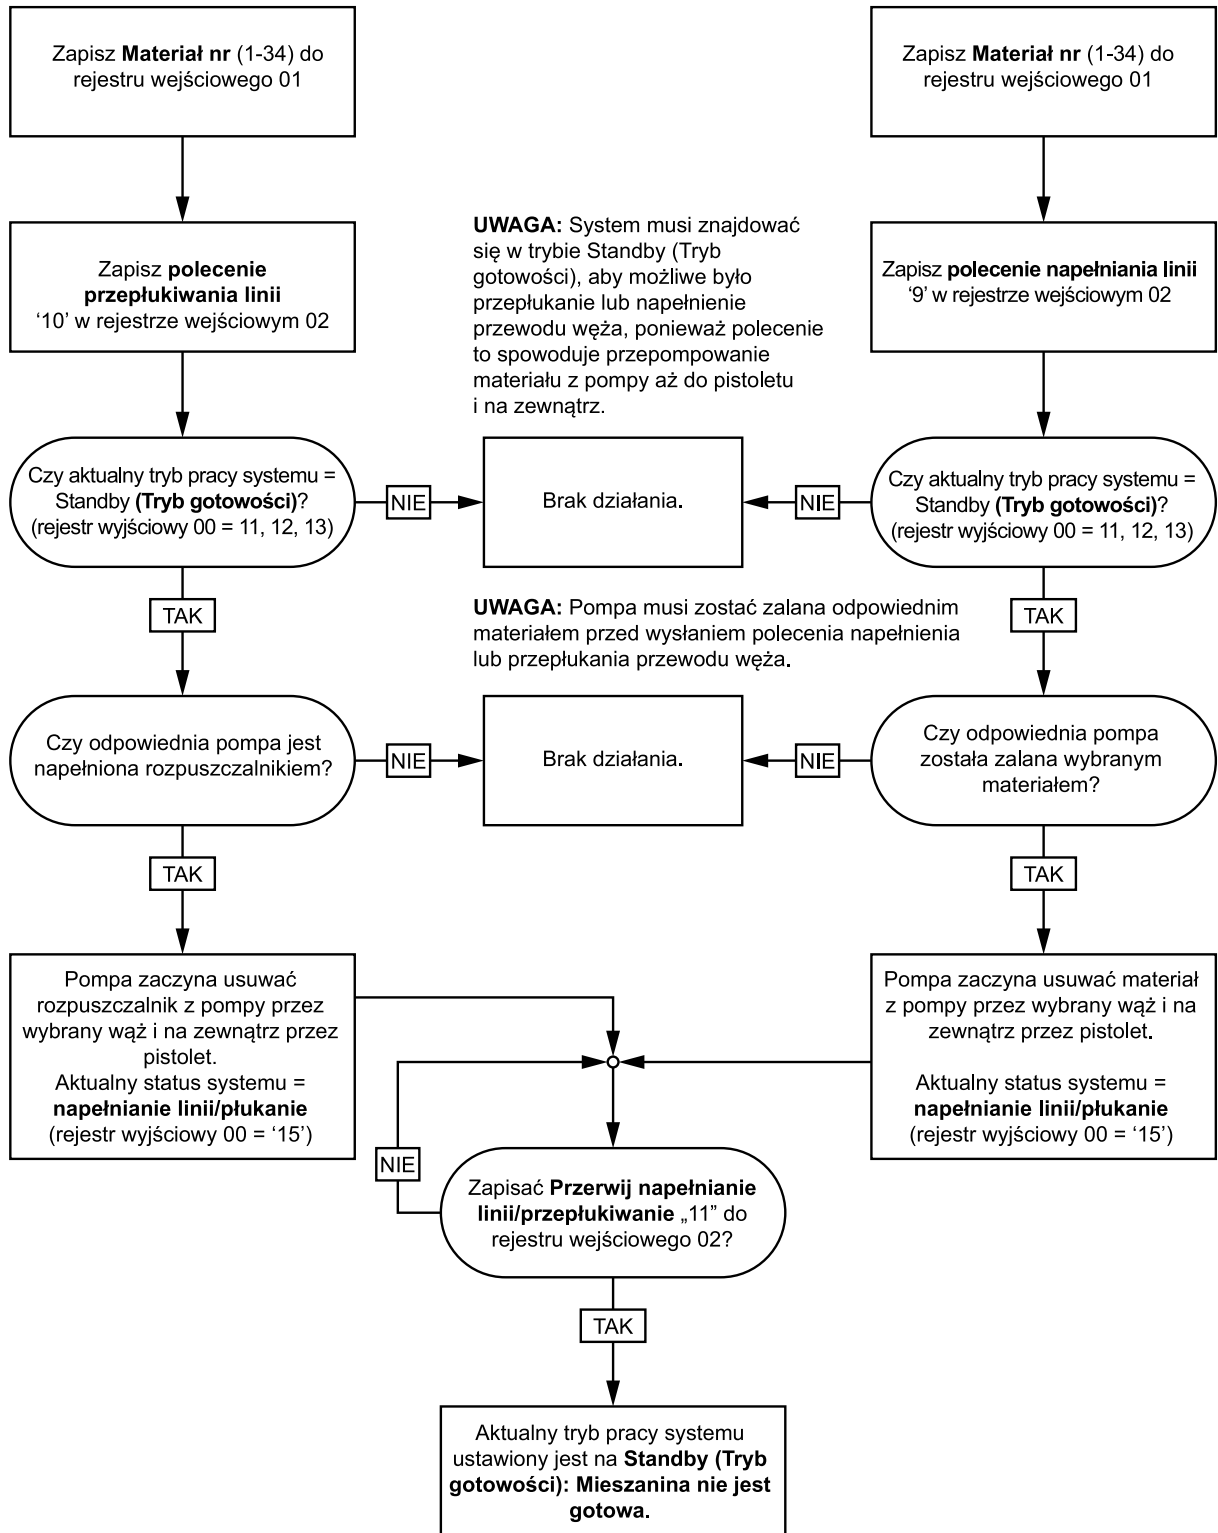 Zapisz Materiał nr (1-34) do
rejestru wejściowego 01
Zapisz Materiał nr (1-34) do
rejestru wejściowego 01
Zapisz polecenie
przepłukiwania linii
‘10’ w rejestrze wejściowym 02
UWAGA: System musi znajdować
się w trybie Standby (Tryb
gotowości), aby możliwe było
przepłukanie lub napełnienie
przewodu węża, ponieważ polecenie
to spowoduje przepompowanie
materiału z pompy aż do pistoletu
i na zewnątrz.
Zapisz polecenie napełniania linii
‘9’ w rejestrze wejściowym 02
Czy aktualny tryb pracy systemu =
Standby (Tryb gotowości)?
(rejestr wyjściowy 00 = 11, 12, 13)
NIE
Brak działania.
NIE
Czy aktualny tryb pracy systemu =
Standby (Tryb gotowości)?
(rejestr wyjściowy 00 = 11, 12, 13)
TAK
UWAGA: Pompa musi zostać zalana odpowiednim
materiałem przed wysłaniem polecenia napełnienia
lub przepłukania przewodu węża.
TAK
Czy odpowiednia pompa jest
napełniona rozpuszczalnikiem?
NIE
Brak działania.
NIE
Czy odpowiednia pompa
została zalana wybranym
materiałem?
TAK
TAK
Pompa zaczyna usuwać
rozpuszczalnik z pompy przez
wybrany wąż i na zewnątrz przez
pistolet.
Aktualny status systemu =
napełnianie linii/płukanie
(rejestr wyjściowy 00 = ‘15’)
Pompa zaczyna usuwać materiał
z pompy przez wybrany wąż i na
zewnątrz przez pistolet.
Aktualny status systemu =
napełnianie linii/płukanie
(rejestr wyjściowy 00 = ‘15’)
NIE
Zapisać Przerwij napełnianie
linii/przepłukiwanie „11” do
rejestru wejściowego 02?
TAK
Aktualny tryb pracy systemu
ustawiony jest na Standby (Tryb
gotowości): Mieszanina nie jest
gotowa.